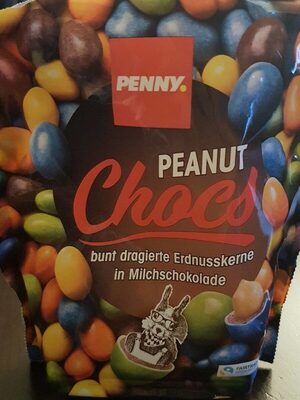 PENNY.
PEANUT
Chocs
bunt dragierte Erdnusskerne
in Milchschokolade